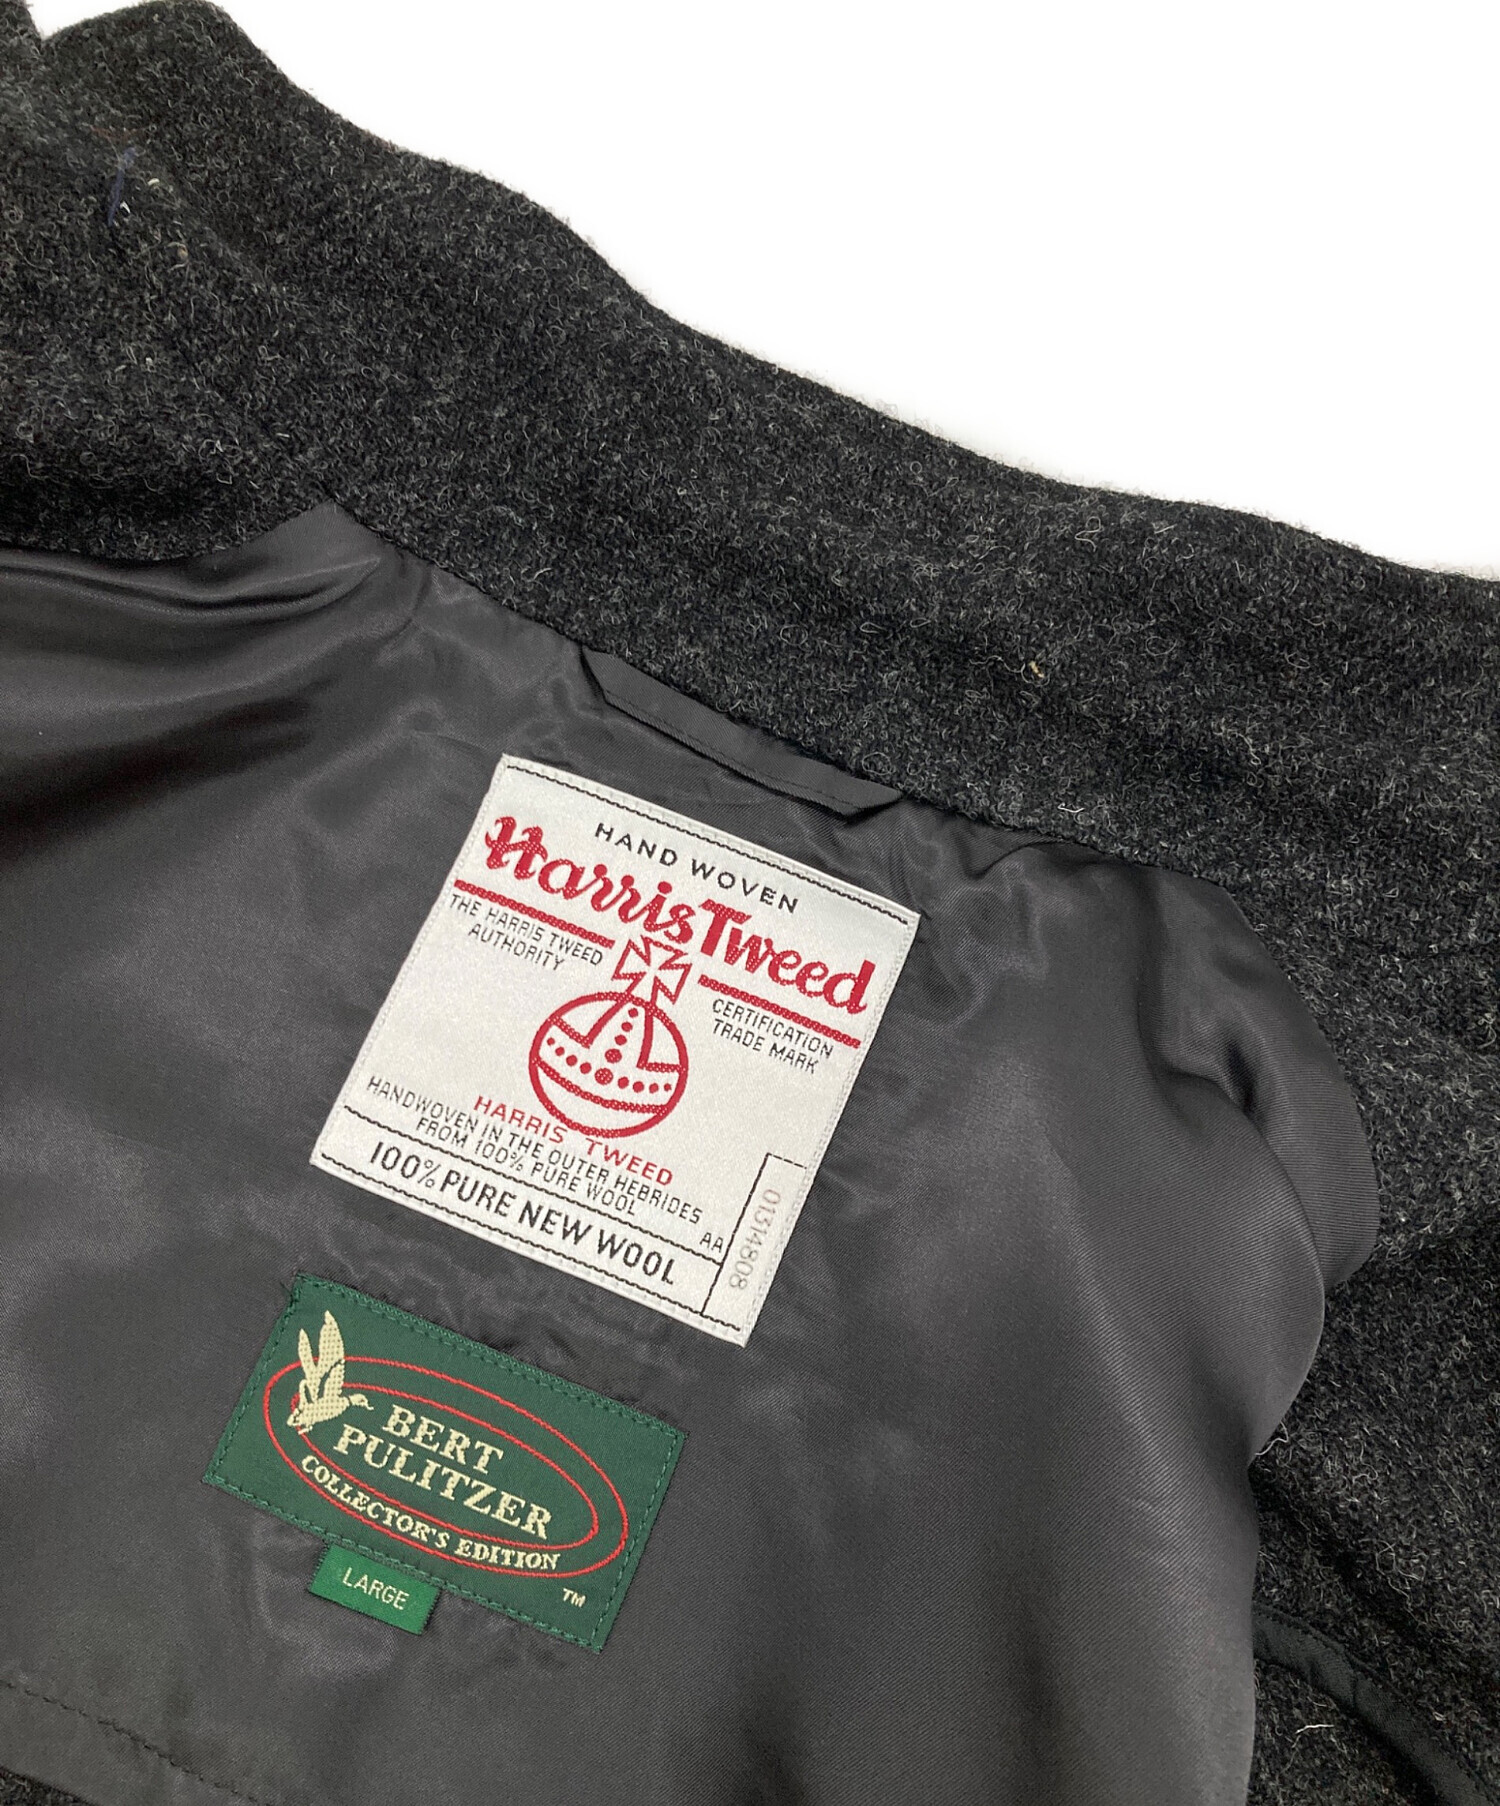 HAND WOVEN
Harris Tweed
THE HARRIS TWEED
AUTHORITY
CERTIFICATION
TRADE MARK
HARRIS TWEED
HANDWOVEN IN THE OUTER HEBRIDES
FROM 100% PURE WOOL
AA
100% PURE NEW WOOL
01314808
BERT
PULITZER
COLLECTOR'S EDITION
TM
LARGE